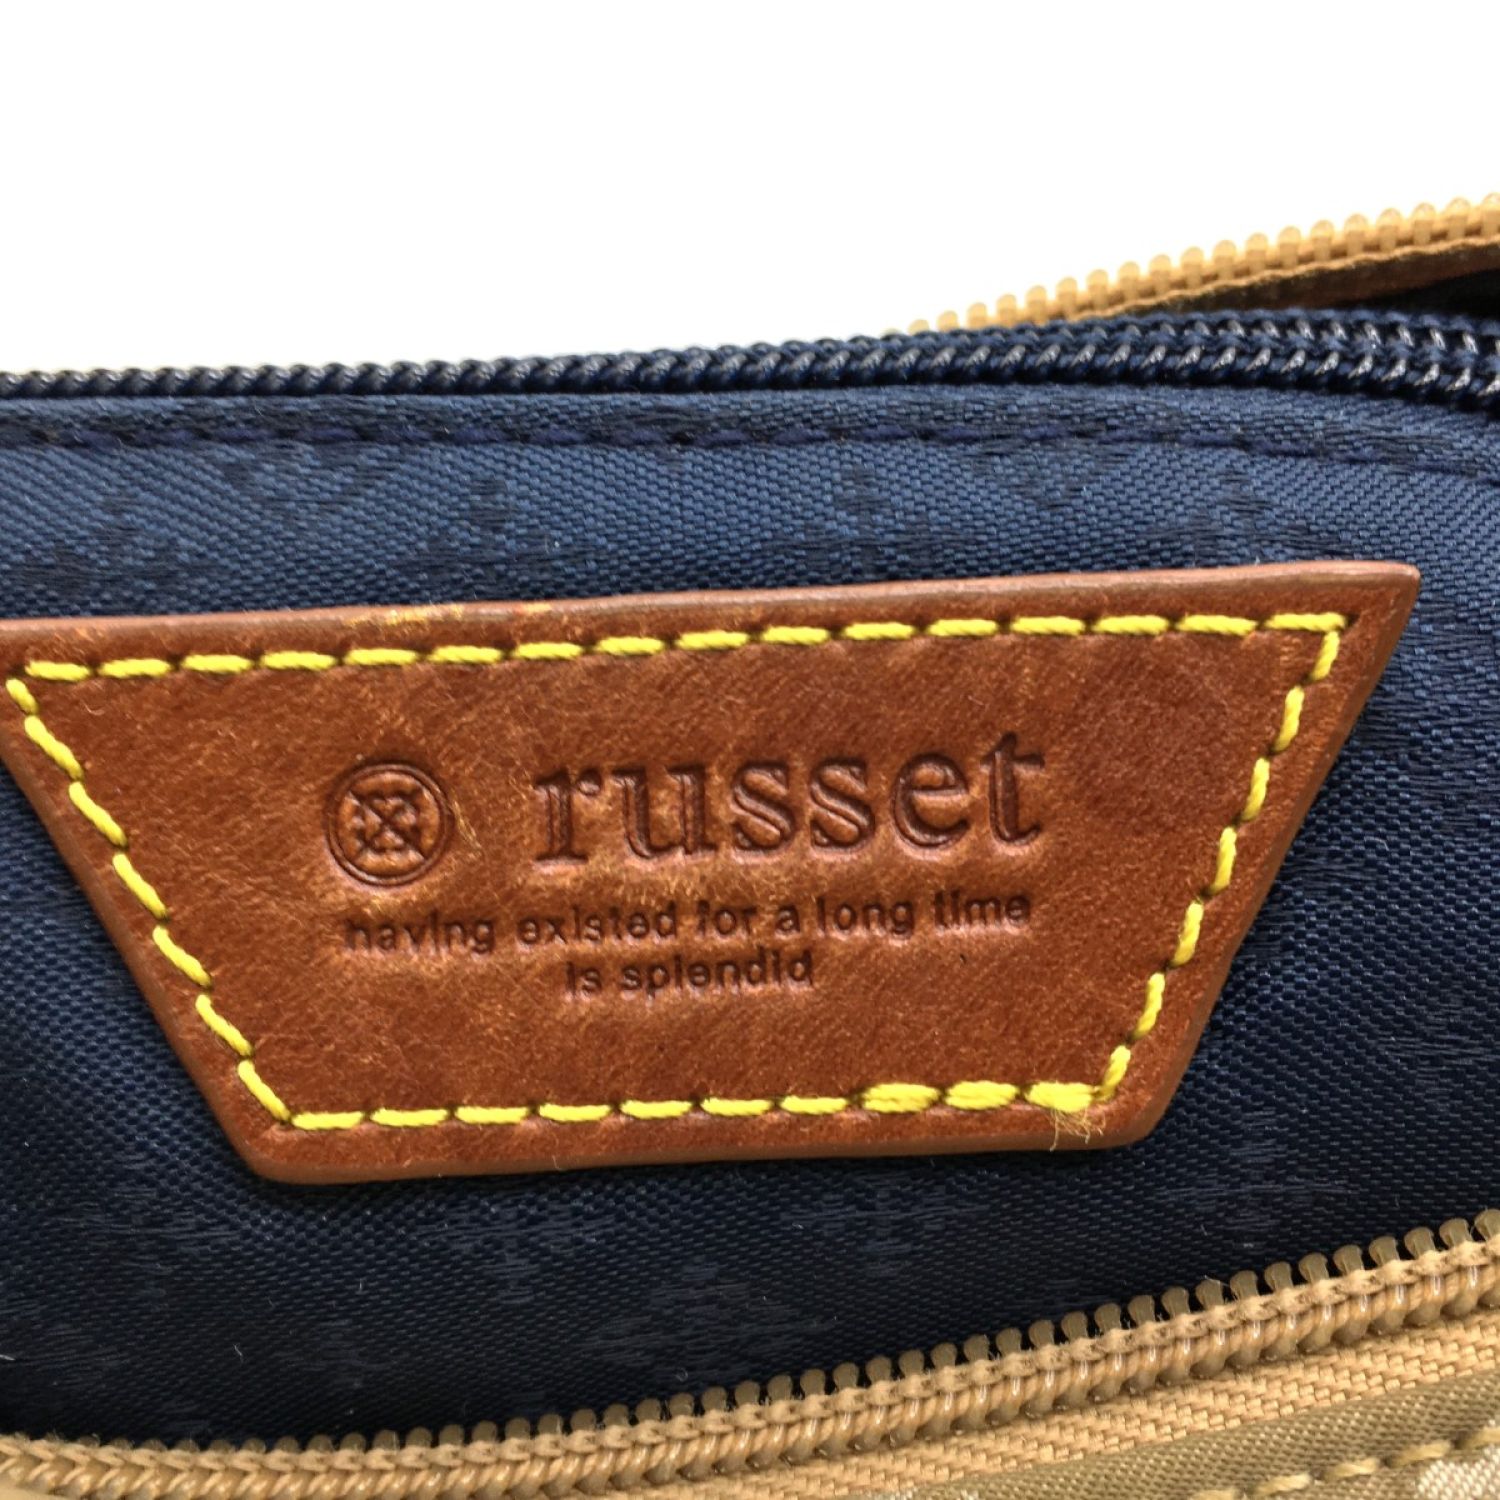 russet
having existed for a long time
is splendid